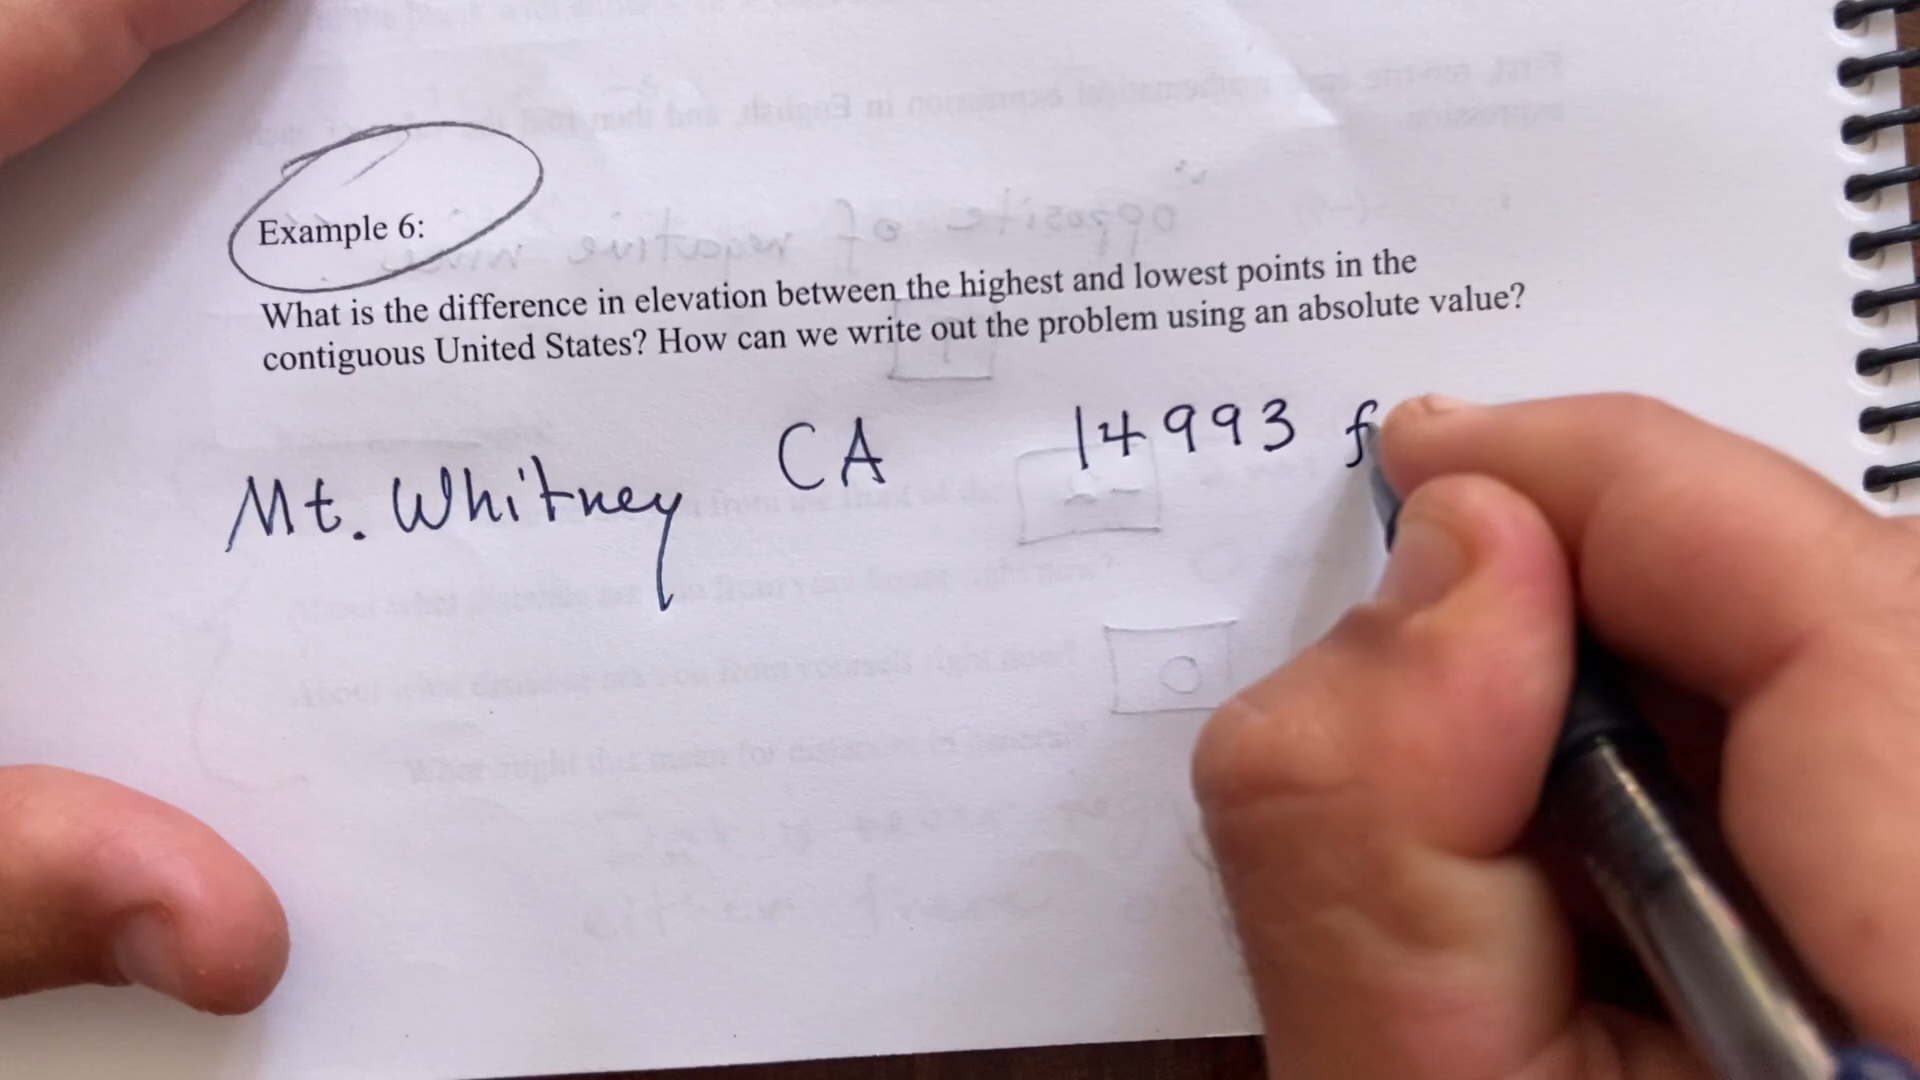 Example 6:
What is the difference in elevation between the highest and lowest points in the
contiguous United States? How can we write out the problem using an absolute value?
Mt. Whitney CA 14993 f